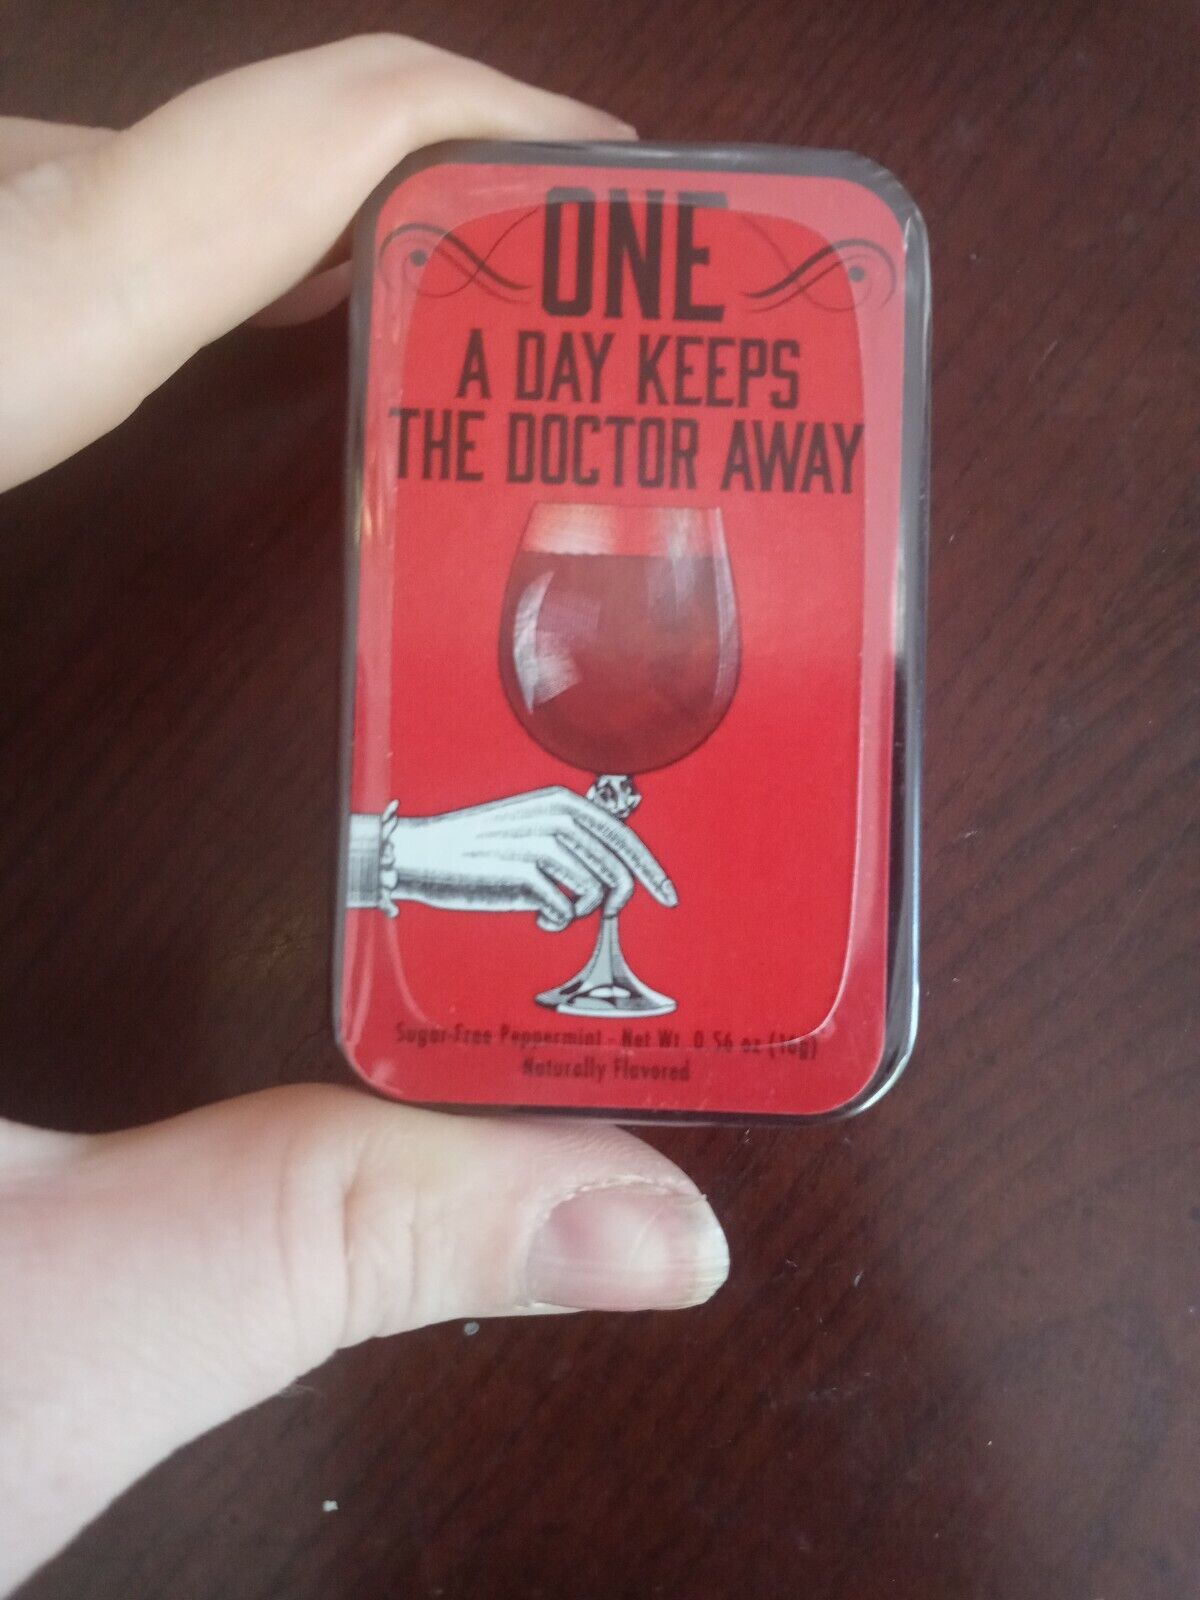 ONE
A DAY KEEPS
THE DOCTOR AWAY
Sugar-Free Peppermint - Net Wt. 0.56 oz (16g)
Naturally Flavored